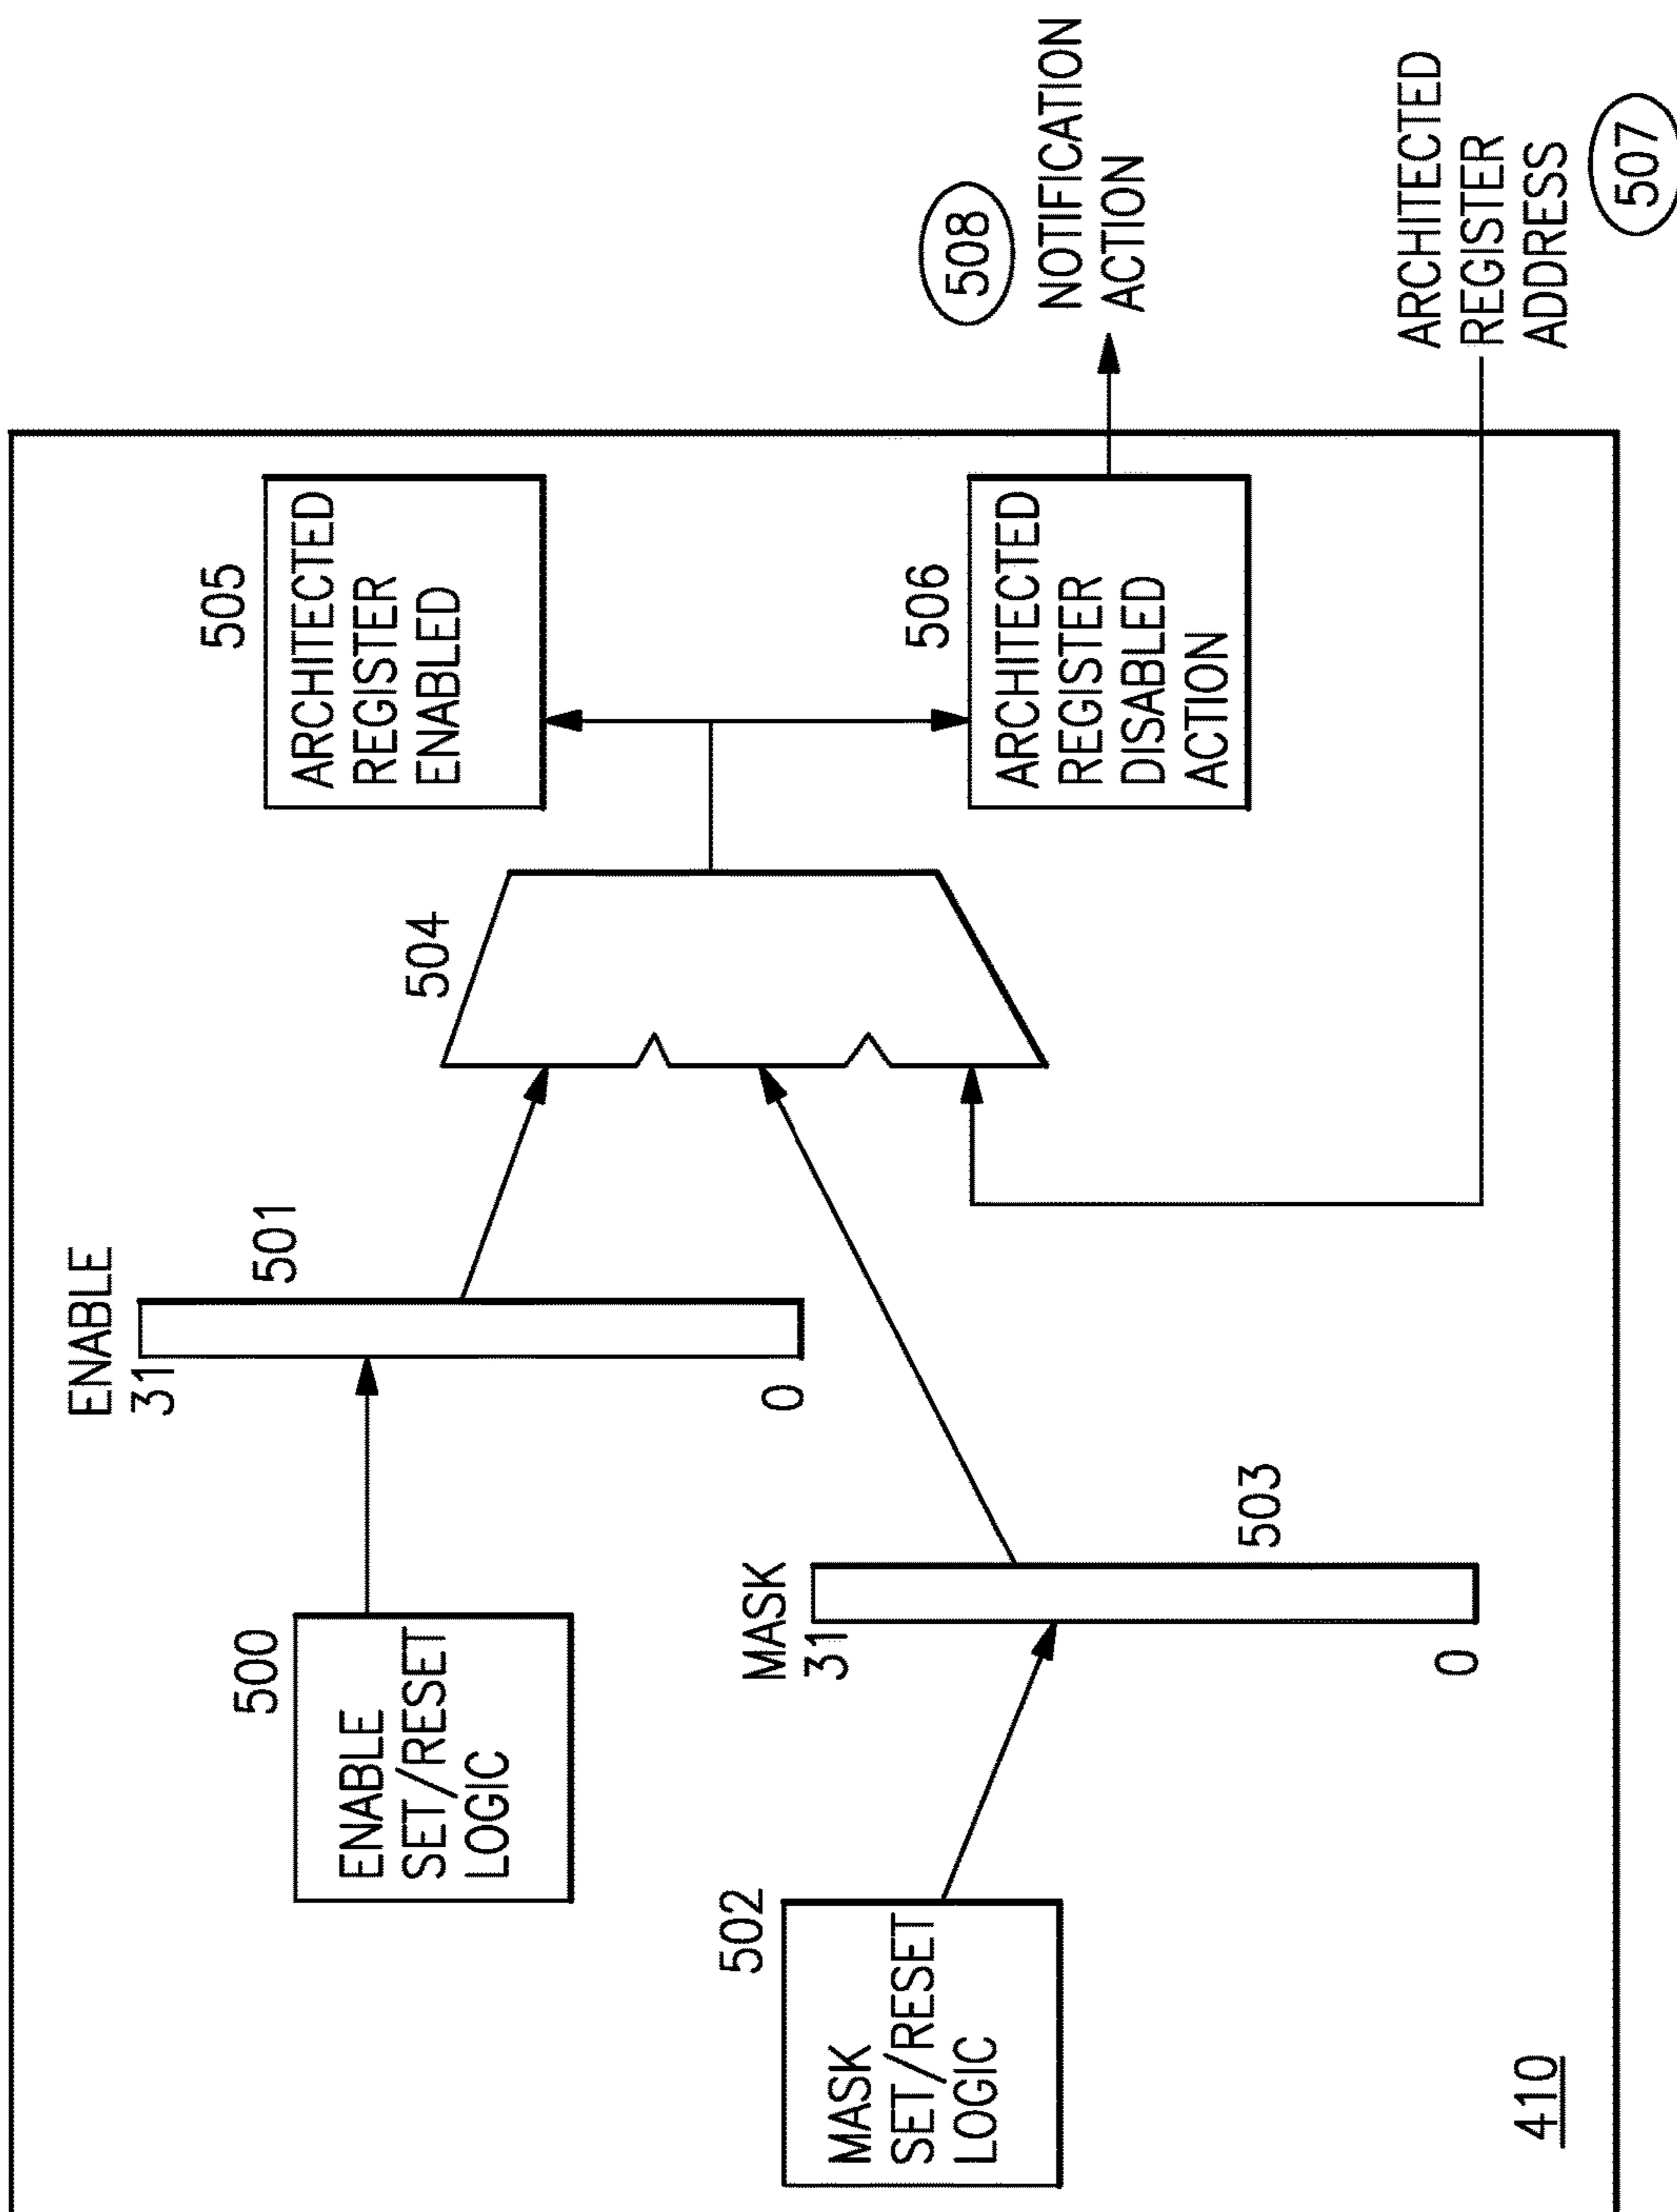 500
ENABLE
SET/RESET
LOGIC
ENABLE
31
501
0
502
MASK
SET/RESET
LOGIC
MASK
31
503
0
504
505
ARCHITECTED
REGISTER
ENABLED
506
ARCHITECTED
REGISTER
DISABLED
ACTION
508
NOTIFICATION
ACTION
ARCHITECTED
REGISTER
ADDRESS
507
410